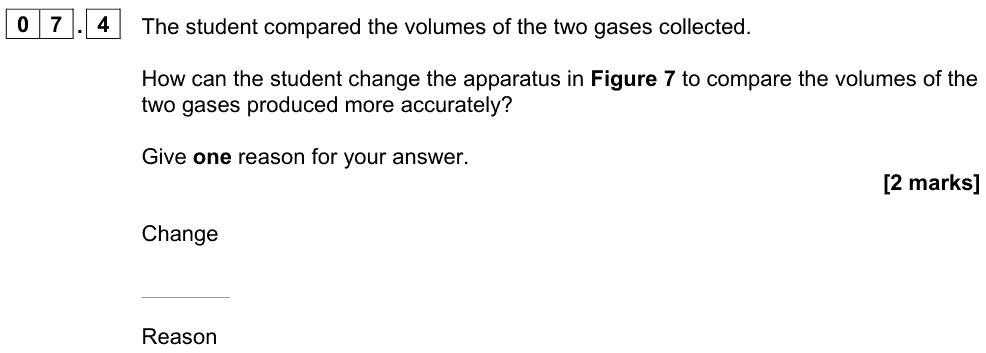 0 7 . 4 The student compared the volumes of the two gases collected.
How can the student change the apparatus in Figure 7 to compare the volumes of the
two gases produced more accurately?
Give one reason for your answer.
[2 marks]
Change
Reason